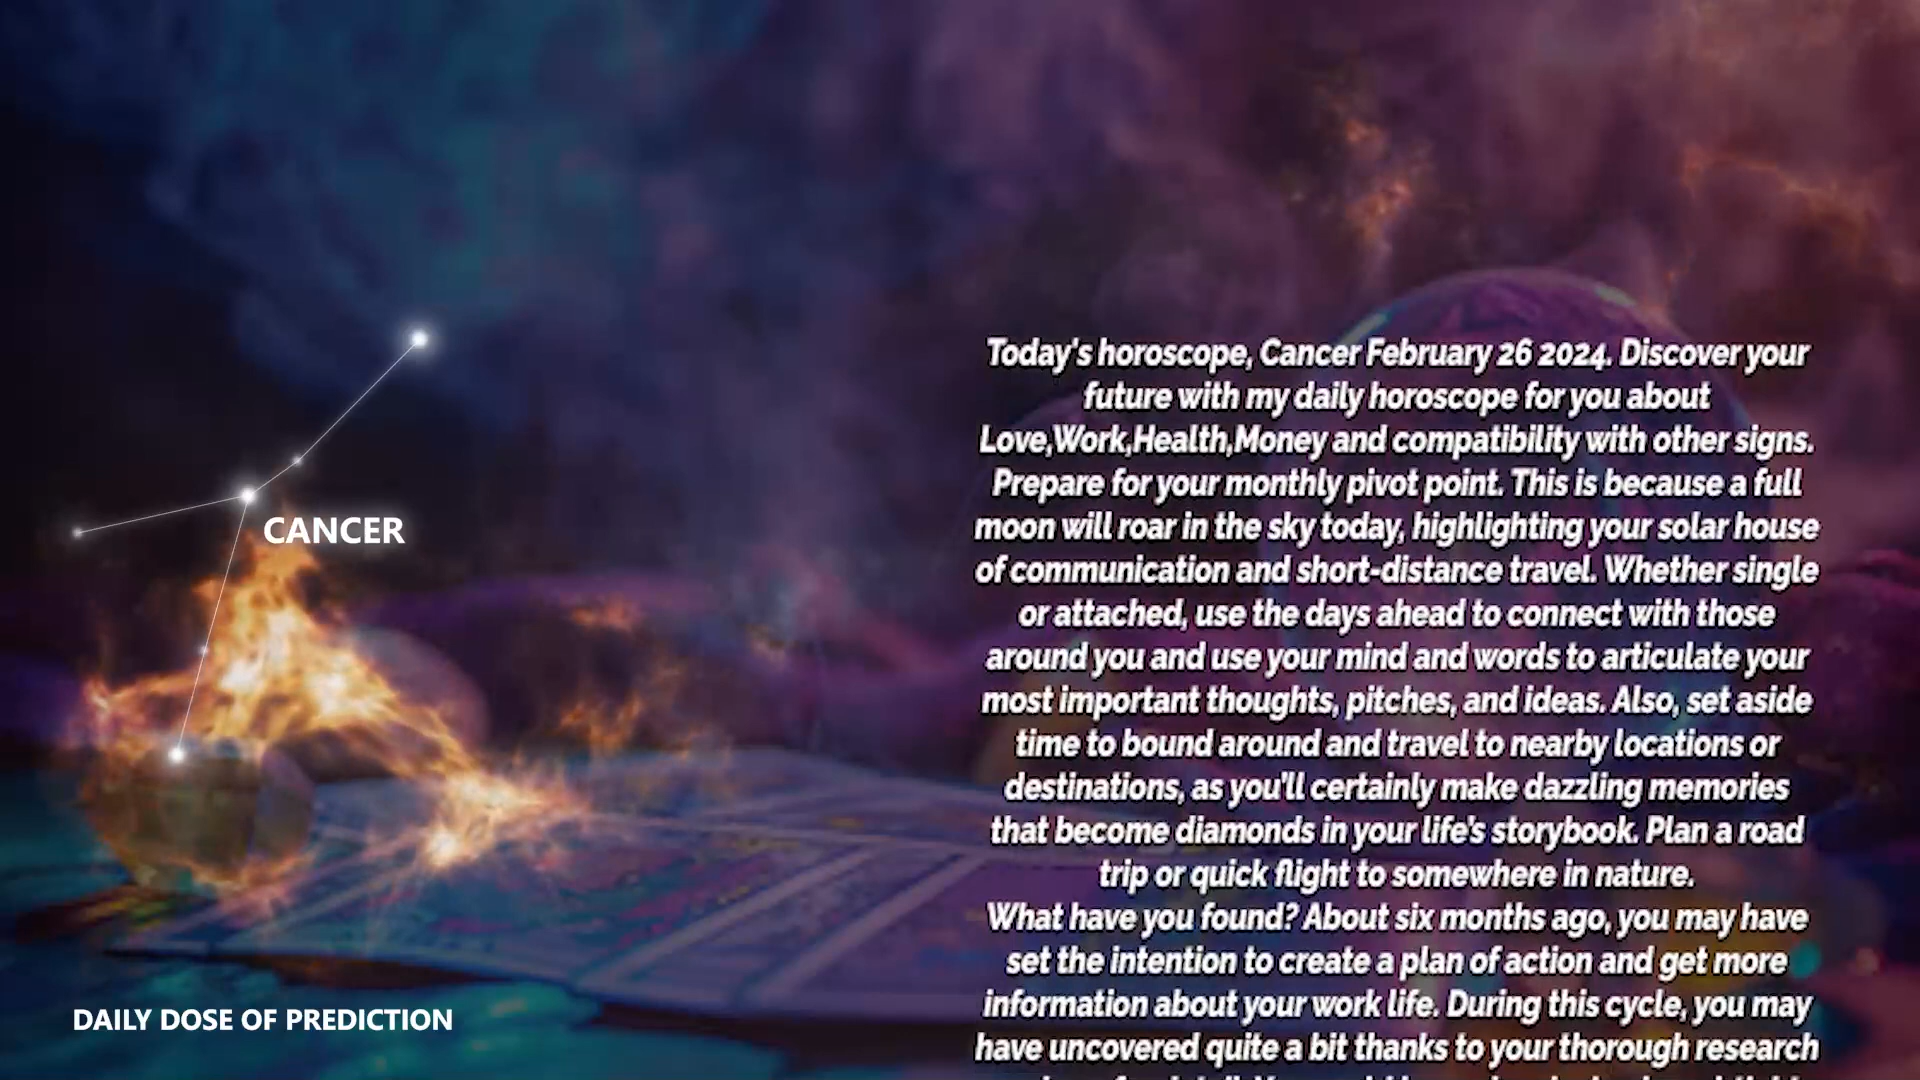 CANCER
DAILY DOSE OF PREDICTION
Today's horoscope, Cancer February 26 2024. Discover your
future with my daily horoscope for you about
Love,Work,Health,Money and compatibility with other signs.
Prepare for your monthly pivot point. This is because a full
moon will roar in the sky today, highlighting your solar house
of communication and short-distance travel. Whether single
or attached, use the days ahead to connect with those
around you and use your mind and words to articulate your
most important thoughts, pitches, and ideas. Also, set aside
time to bound around and travel to nearby locations or
destinations, as you'll certainly make dazzling memories
that become diamonds in your life's storybook. Plan a road
trip or quick flight to somewhere in nature.
What have you found? About six months ago, you may have
set the intention to create a plan of action and get more
information about your work life. During this cycle, you may
have uncovered quite a bit thanks to your thorough research